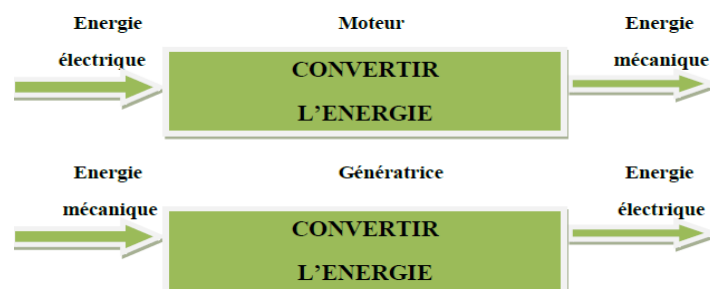 Energie Moteur Energie
électrique CONVERTIR mécanique
L'ENERGIE
Energie Génératrice Energie
mécanique CONVERTIR électrique
L'ENERGIE